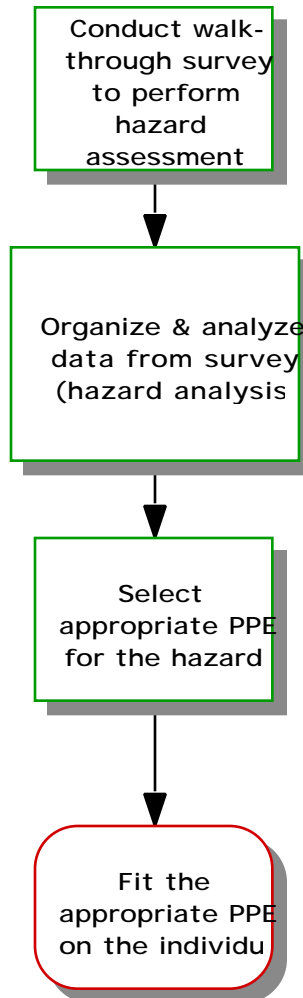 Conduct walk-
through survey
to perform
hazard
assessment
Organize & analyze
data from survey
(hazard analysis
Select
appropriate PPE
for the hazard
Fit the
appropriate PPE
on the individu